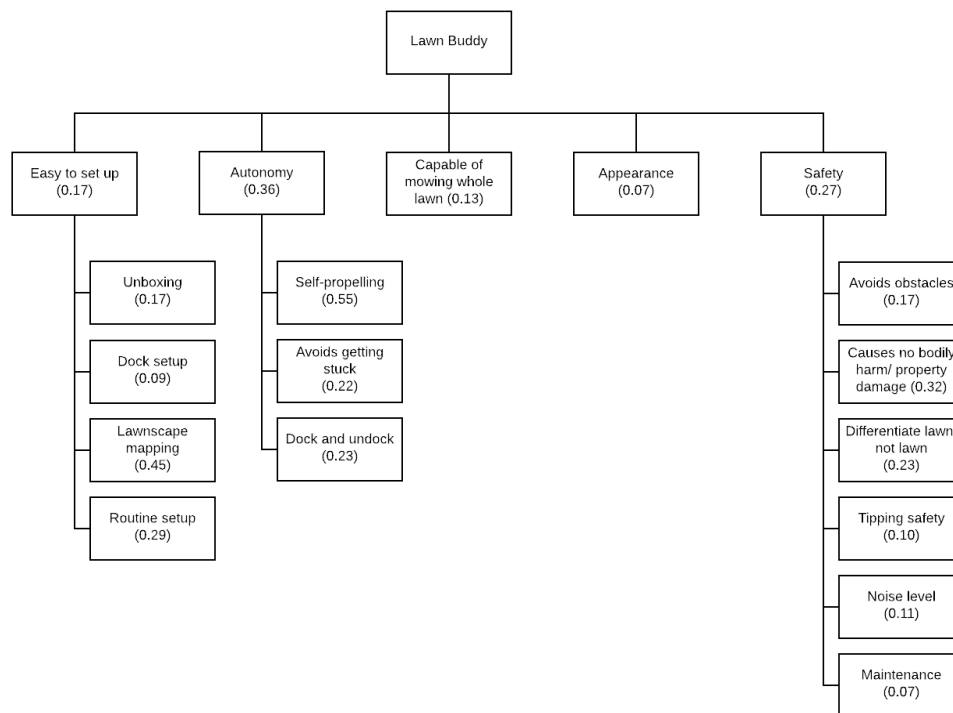 Lawn Buddy
Easy to set up
(0.17)
Autonomy
(0.36)
Capable of
mowing whole
lawn (0.13)
Appearance
(0.07)
Safety
(0.27)
Unboxing
(0.17)
Dock setup
(0.09)
Lawnscape
mapping
(0.45)
Routine setup
(0.29)
Self-propelling
(0.55)
Avoids getting
stuck
(0.22)
Dock and undock
(0.23)
Avoids obstacles
(0.17)
Causes no bodily
harm/ property
damage (0.32)
Differentiate lawn
not lawn
(0.23)
Tipping safety
(0.10)
Noise level
(0.11)
Maintenance
(0.07)